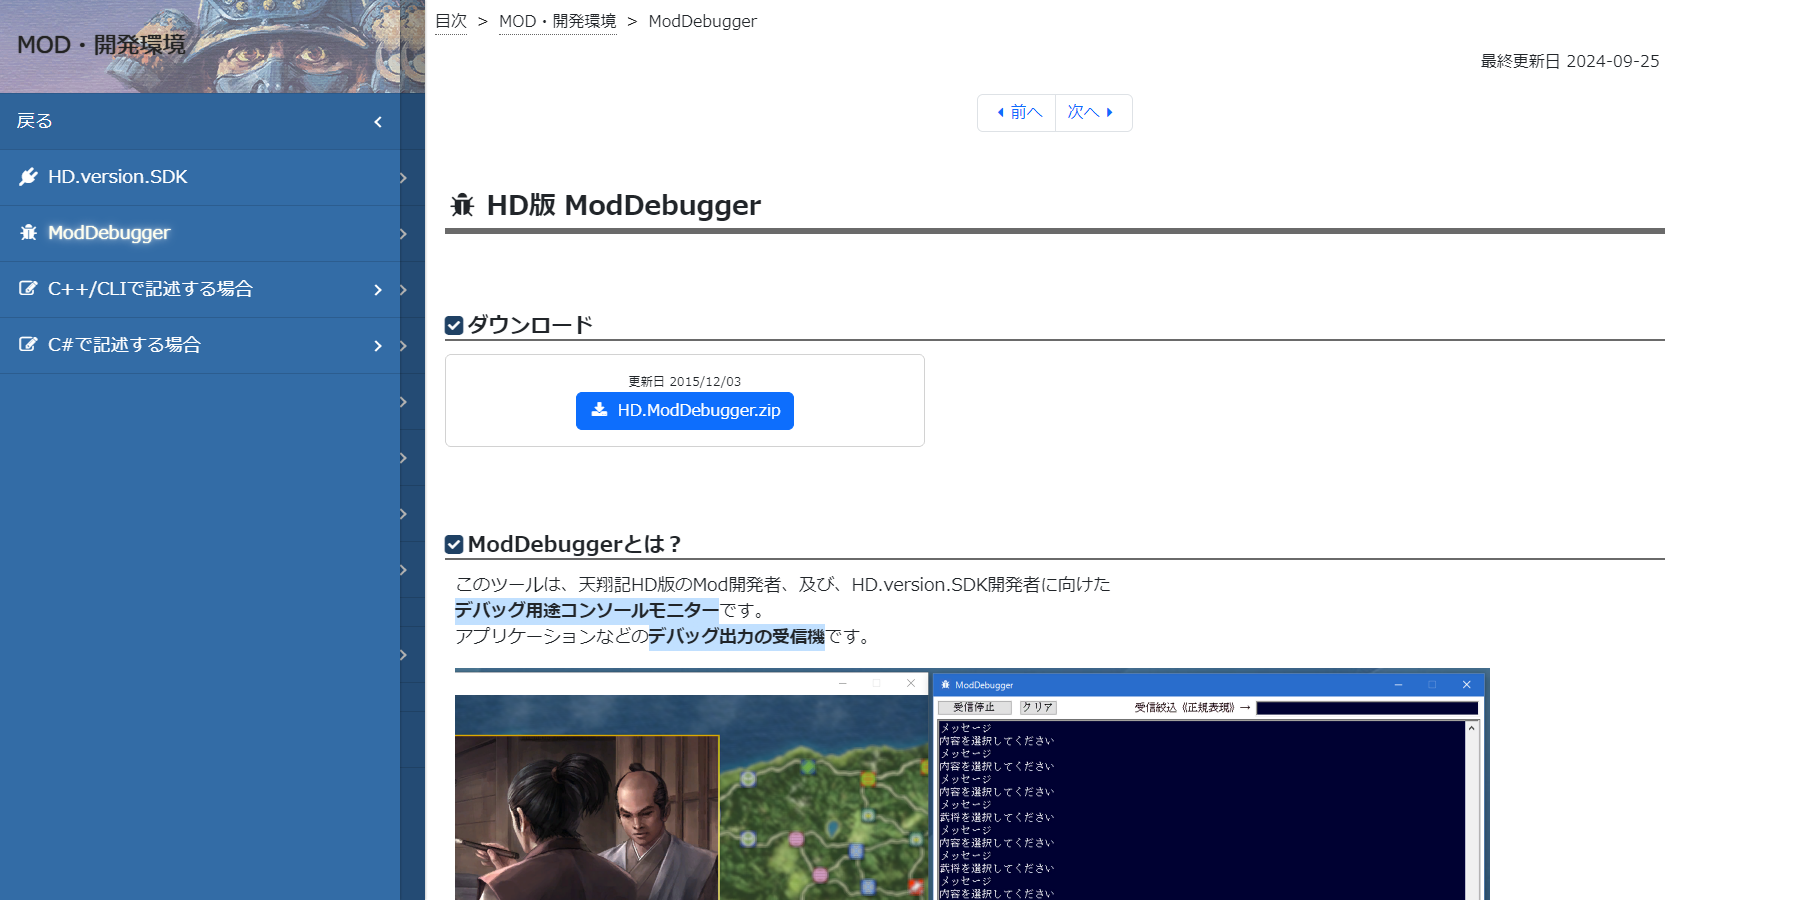 MOD・開発環境
戻る
HD.version.SDK
ModDebugger
C++/CLIで記述する場合
C#で記述する場合
目次 > MOD・開発環境 > ModDebugger
最終更新日 2024-09-25
前へ 次へ
HD版 ModDebugger
ダウンロード
更新日 2015/12/03
HD.ModDebugger.zip
ModDebuggerとは？
このツールは、天翔記HD版のMod開発者、及び、HD.version.SDK開発者に向けた
デバッグ用途コンソールモニターです。
アプリケーションなどのデバッグ出力の受信機です。
ModDebugger
受信停止 クリア 受信絞込《正規表現》→
メッセージ
内容を選択してください
メッセージ
内容を選択してください
メッセージ
内容を選択してください
メッセージ
武将を選択してください
メッセージ
内容を選択してください
メッセージ
武将を選択してください
メッセージ
内容を選択してください